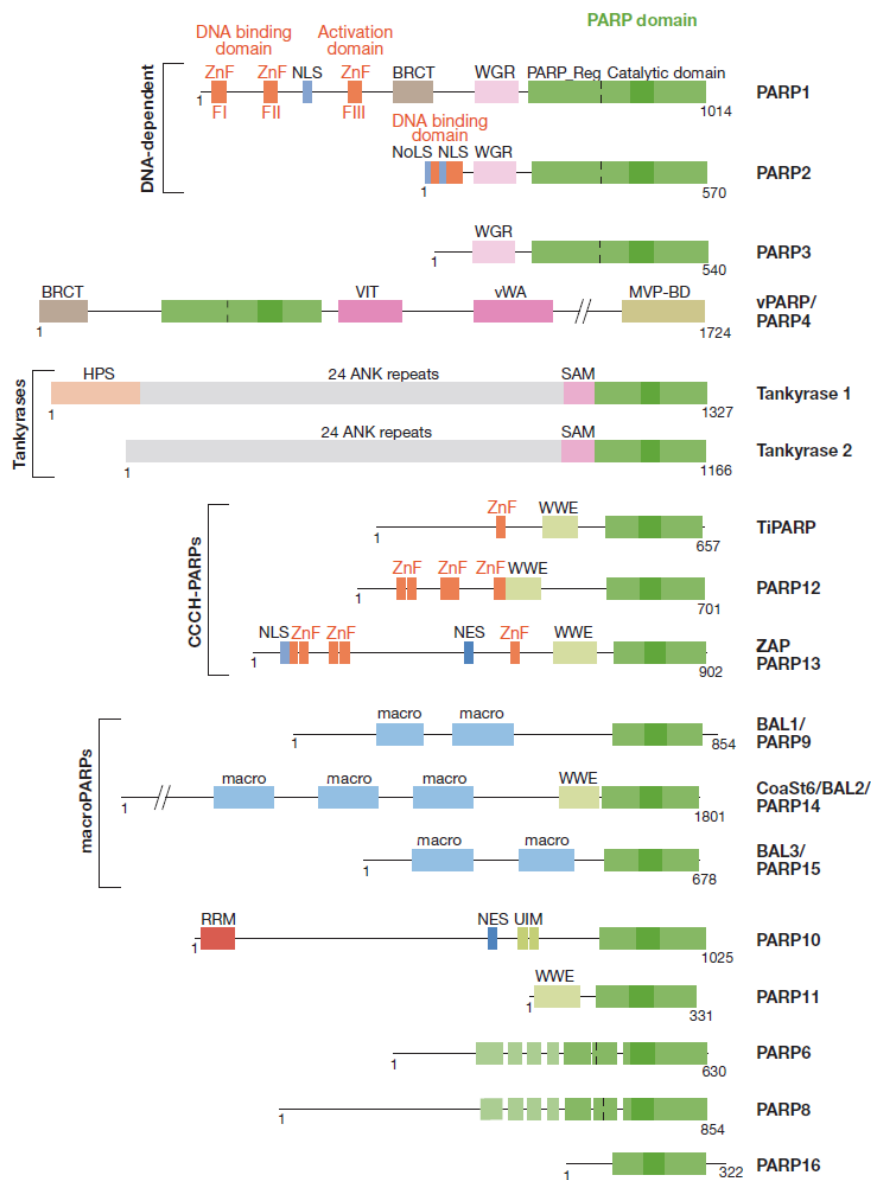 PARP domain
DNA binding domain
Activation domain
DNA-dependent
ZnF ZnF NLS ZnF BRCT WGR PARP_Reg Catalytic domain
1 FI FII FIII 1014
PARP1
DNA binding domain
NoLS NLS WGR
1 570
PARP2
WGR
1 540
PARP3
BRCT VIT vWA MVP-BD
1 1724
vPARP/
PARP4
Tankyrases
HPS 24 ANK repeats SAM
1 1327
Tankyrase 1
24 ANK repeats SAM
1 1166
Tankyrase 2
CCCH-PARPs
ZnF WWE
1 657
TiPARP
ZnF ZnF ZnF WWE
1 701
PARP12
NLS ZnF ZnF NES ZnF WWE
1 902
ZAP
PARP13
macroPARPs
macro macro
1 854
BAL1/
PARP9
macro macro macro WWE
1 1801
CoaSt6/BAL2/
PARP14
macro macro
1 678
BAL3/
PARP15
RRM NES UIM
1 1025
PARP10
WWE
1 331
PARP11
1 630
PARP6
1 854
PARP8
1 322
PARP16